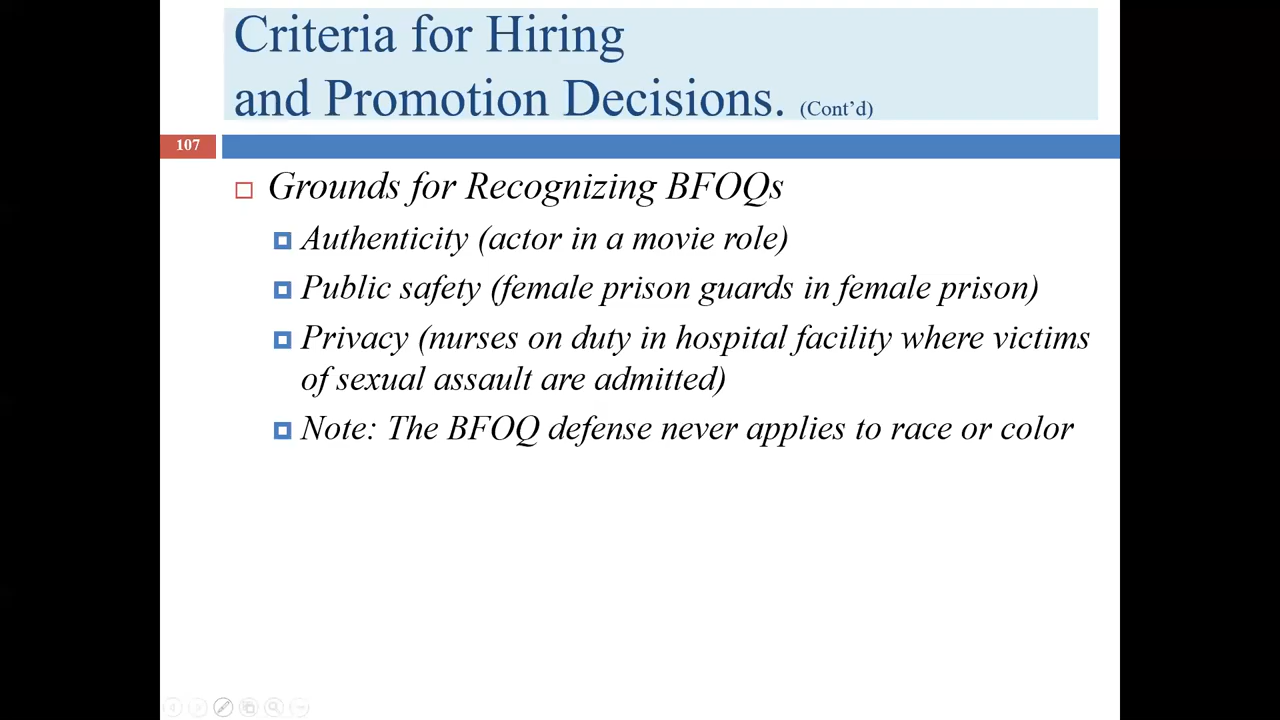 Criteria for Hiring
and Promotion Decisions. (Cont’d)
107
Grounds for Recognizing BFOQs
Authenticity (actor in a movie role)
Public safety (female prison guards in female prison)
Privacy (nurses on duty in hospital facility where victims
of sexual assault are admitted)
Note: The BFOQ defense never applies to race or color